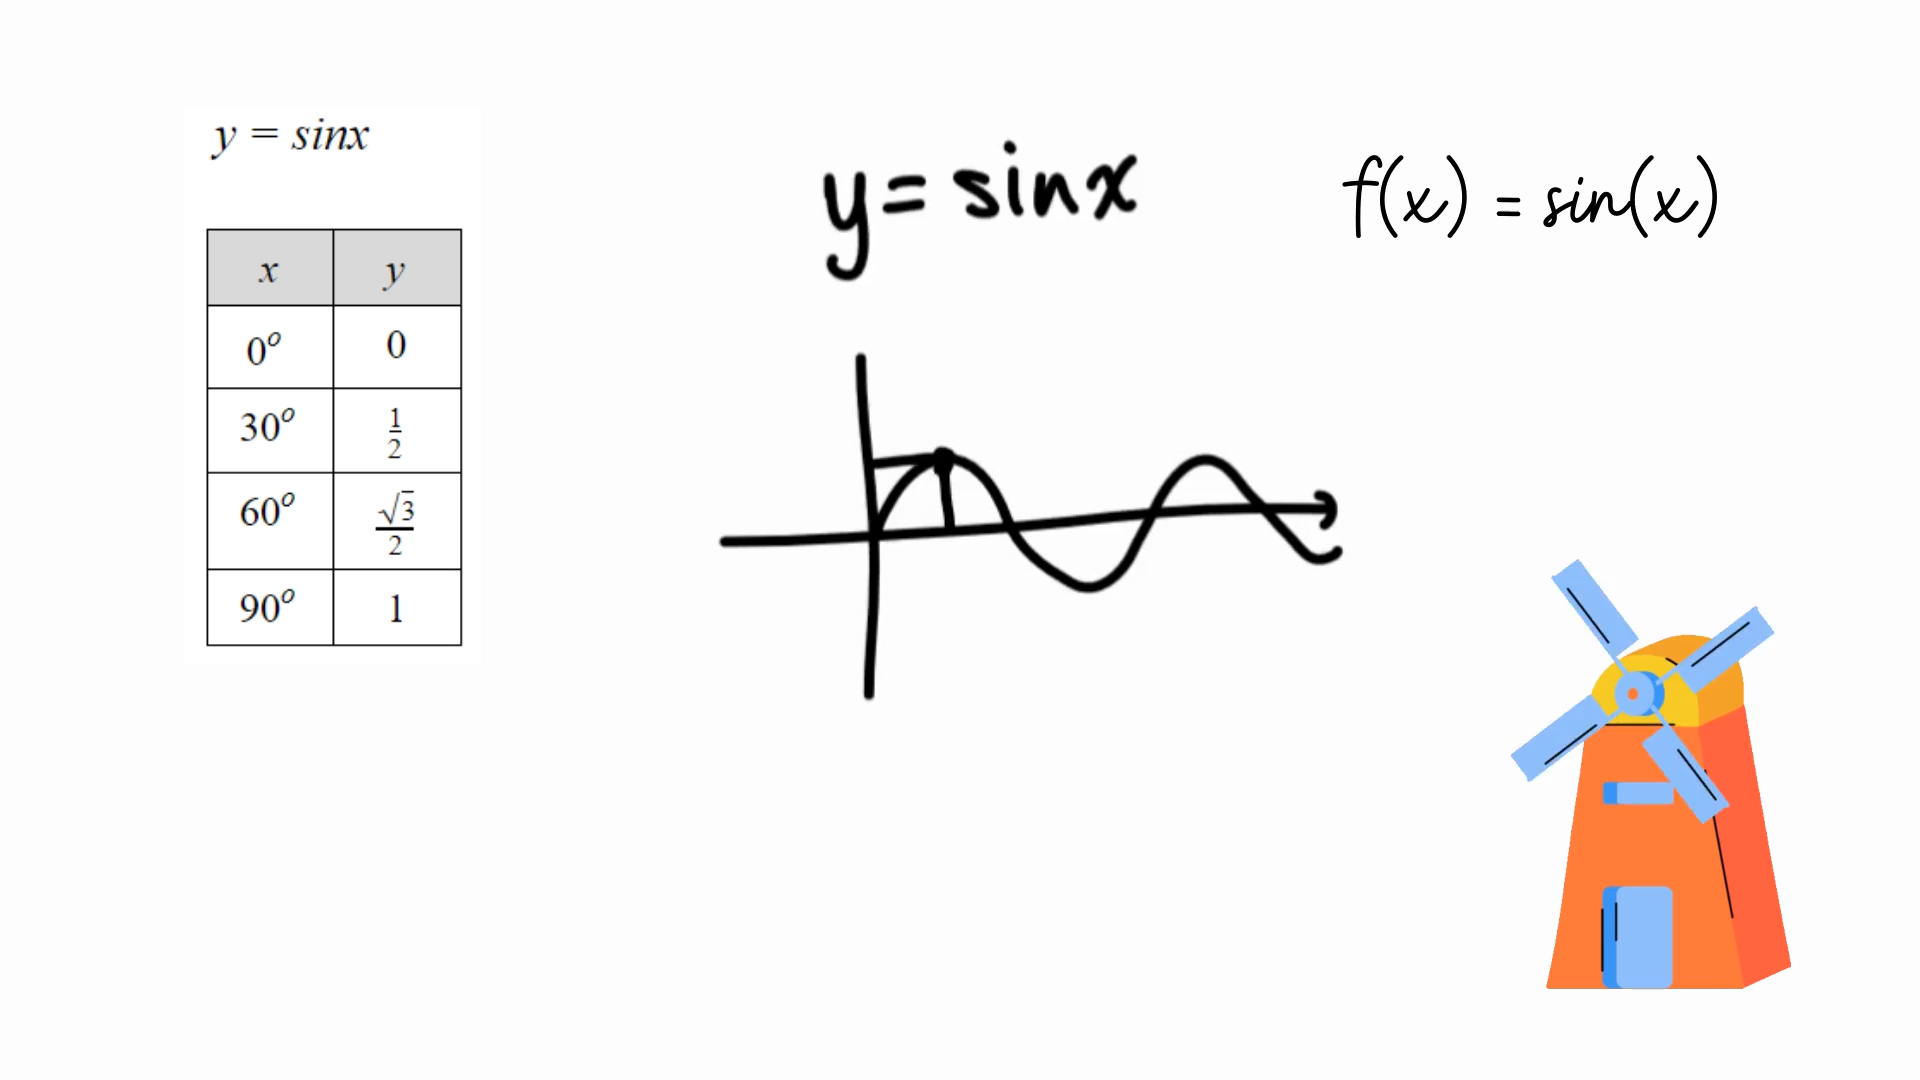 y = sinx
x y
0° 0
30° 1/2
60° √3/2
90° 1
y = sinx
f(x) = sin(x)